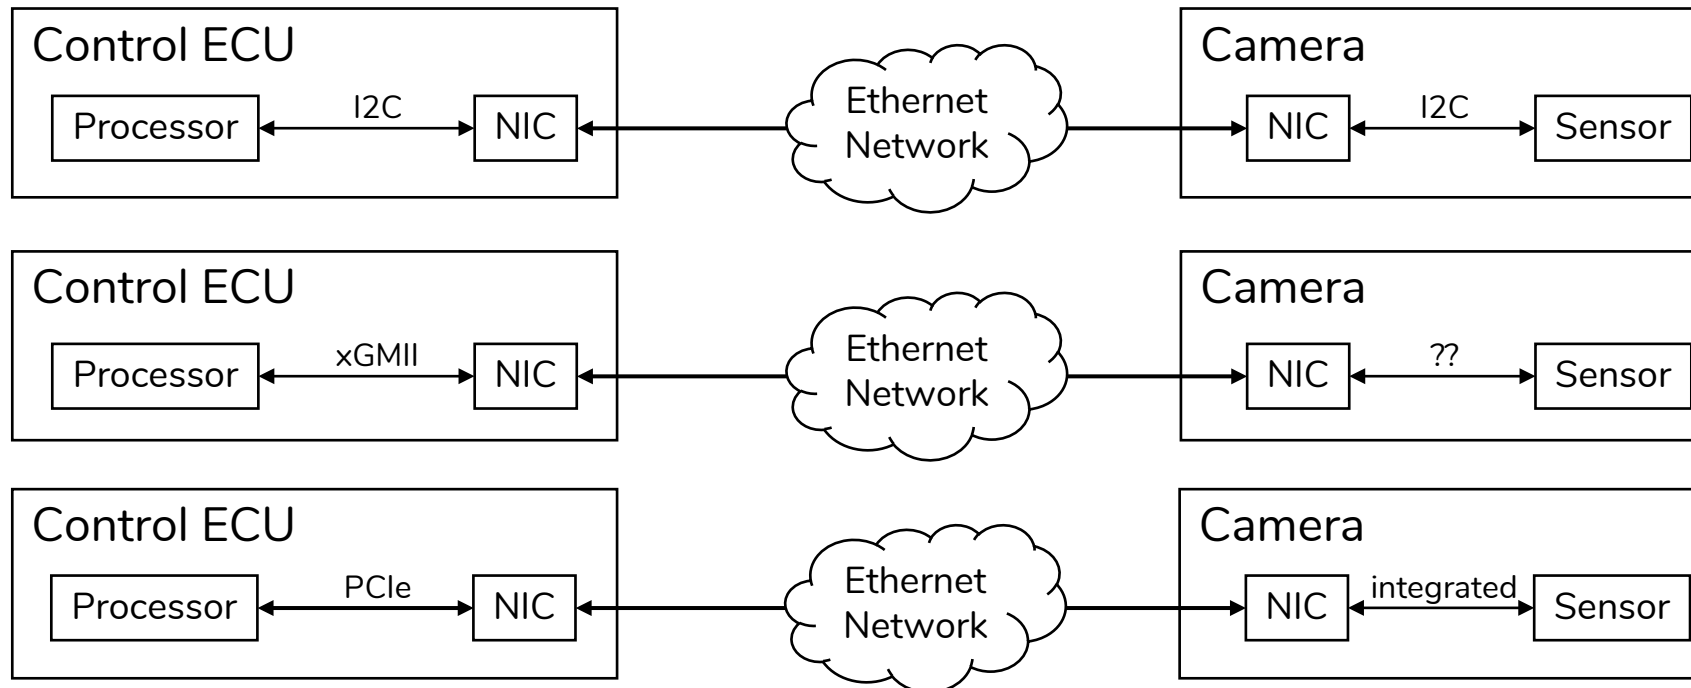 Control ECU
Processor
I2C
NIC
Ethernet
Network
Camera
NIC
I2C
Sensor
Control ECU
Processor
xGMII
NIC
Ethernet
Network
Camera
NIC
??
Sensor
Control ECU
Processor
PCIe
NIC
Ethernet
Network
Camera
NIC
integrated
Sensor